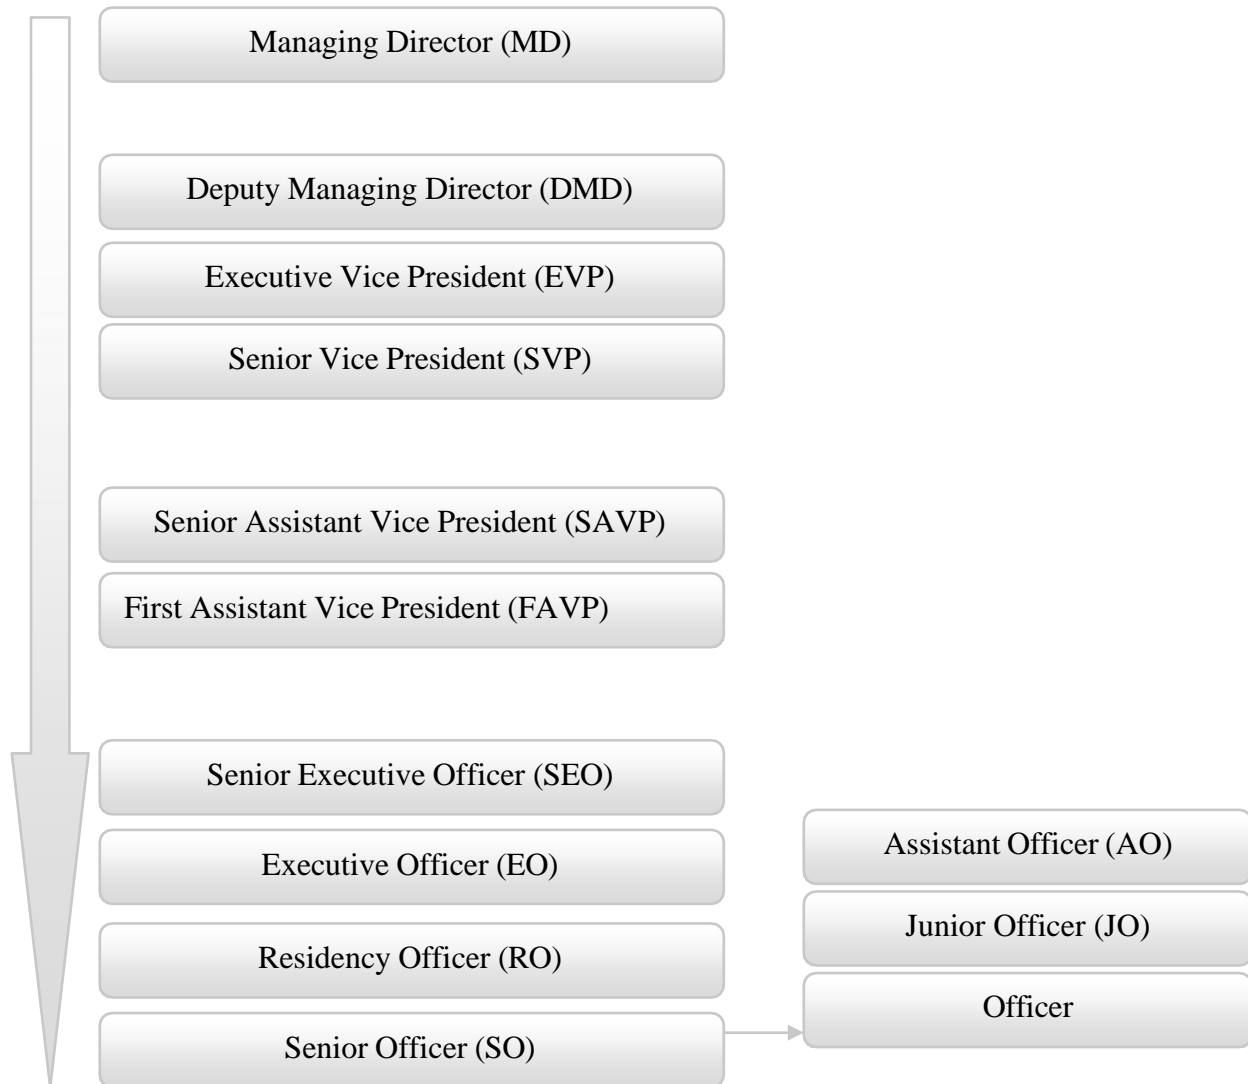 Managing Director (MD)
Deputy Managing Director (DMD)
Executive Vice President (EVP)
Senior Vice President (SVP)
Senior Assistant Vice President (SAVP)
First Assistant Vice President (FAVP)
Senior Executive Officer (SEO)
Executive Officer (EO)
Residency Officer (RO)
Senior Officer (SO)
Assistant Officer (AO)
Junior Officer (JO)
Officer